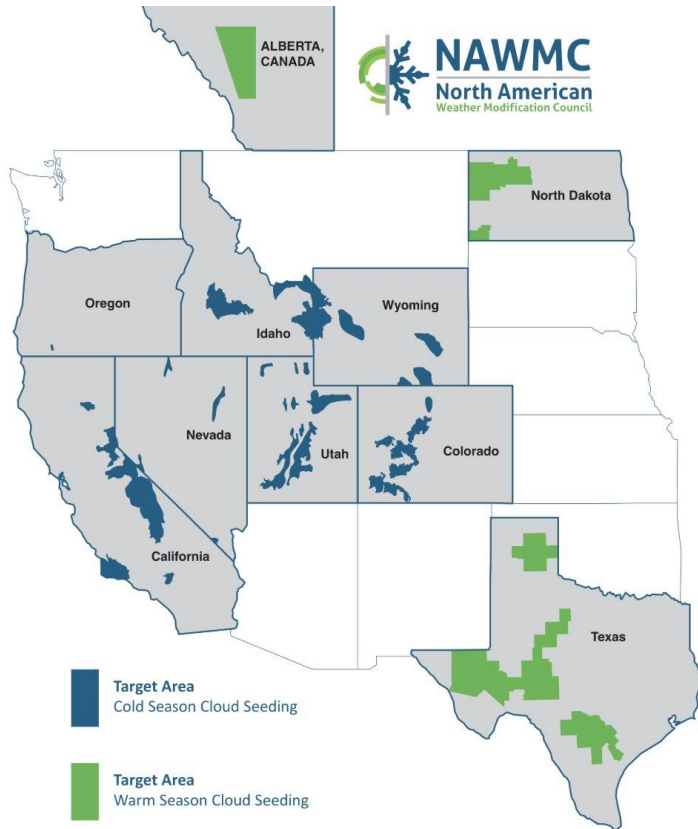 ALBERTA,
CANADA
NAWMC
North American
Weather Modification Council
North Dakota
Oregon
Idaho
Wyoming
Nevada
Utah
Colorado
California
Texas
Target Area
Cold Season Cloud Seeding
Target Area
Warm Season Cloud Seeding